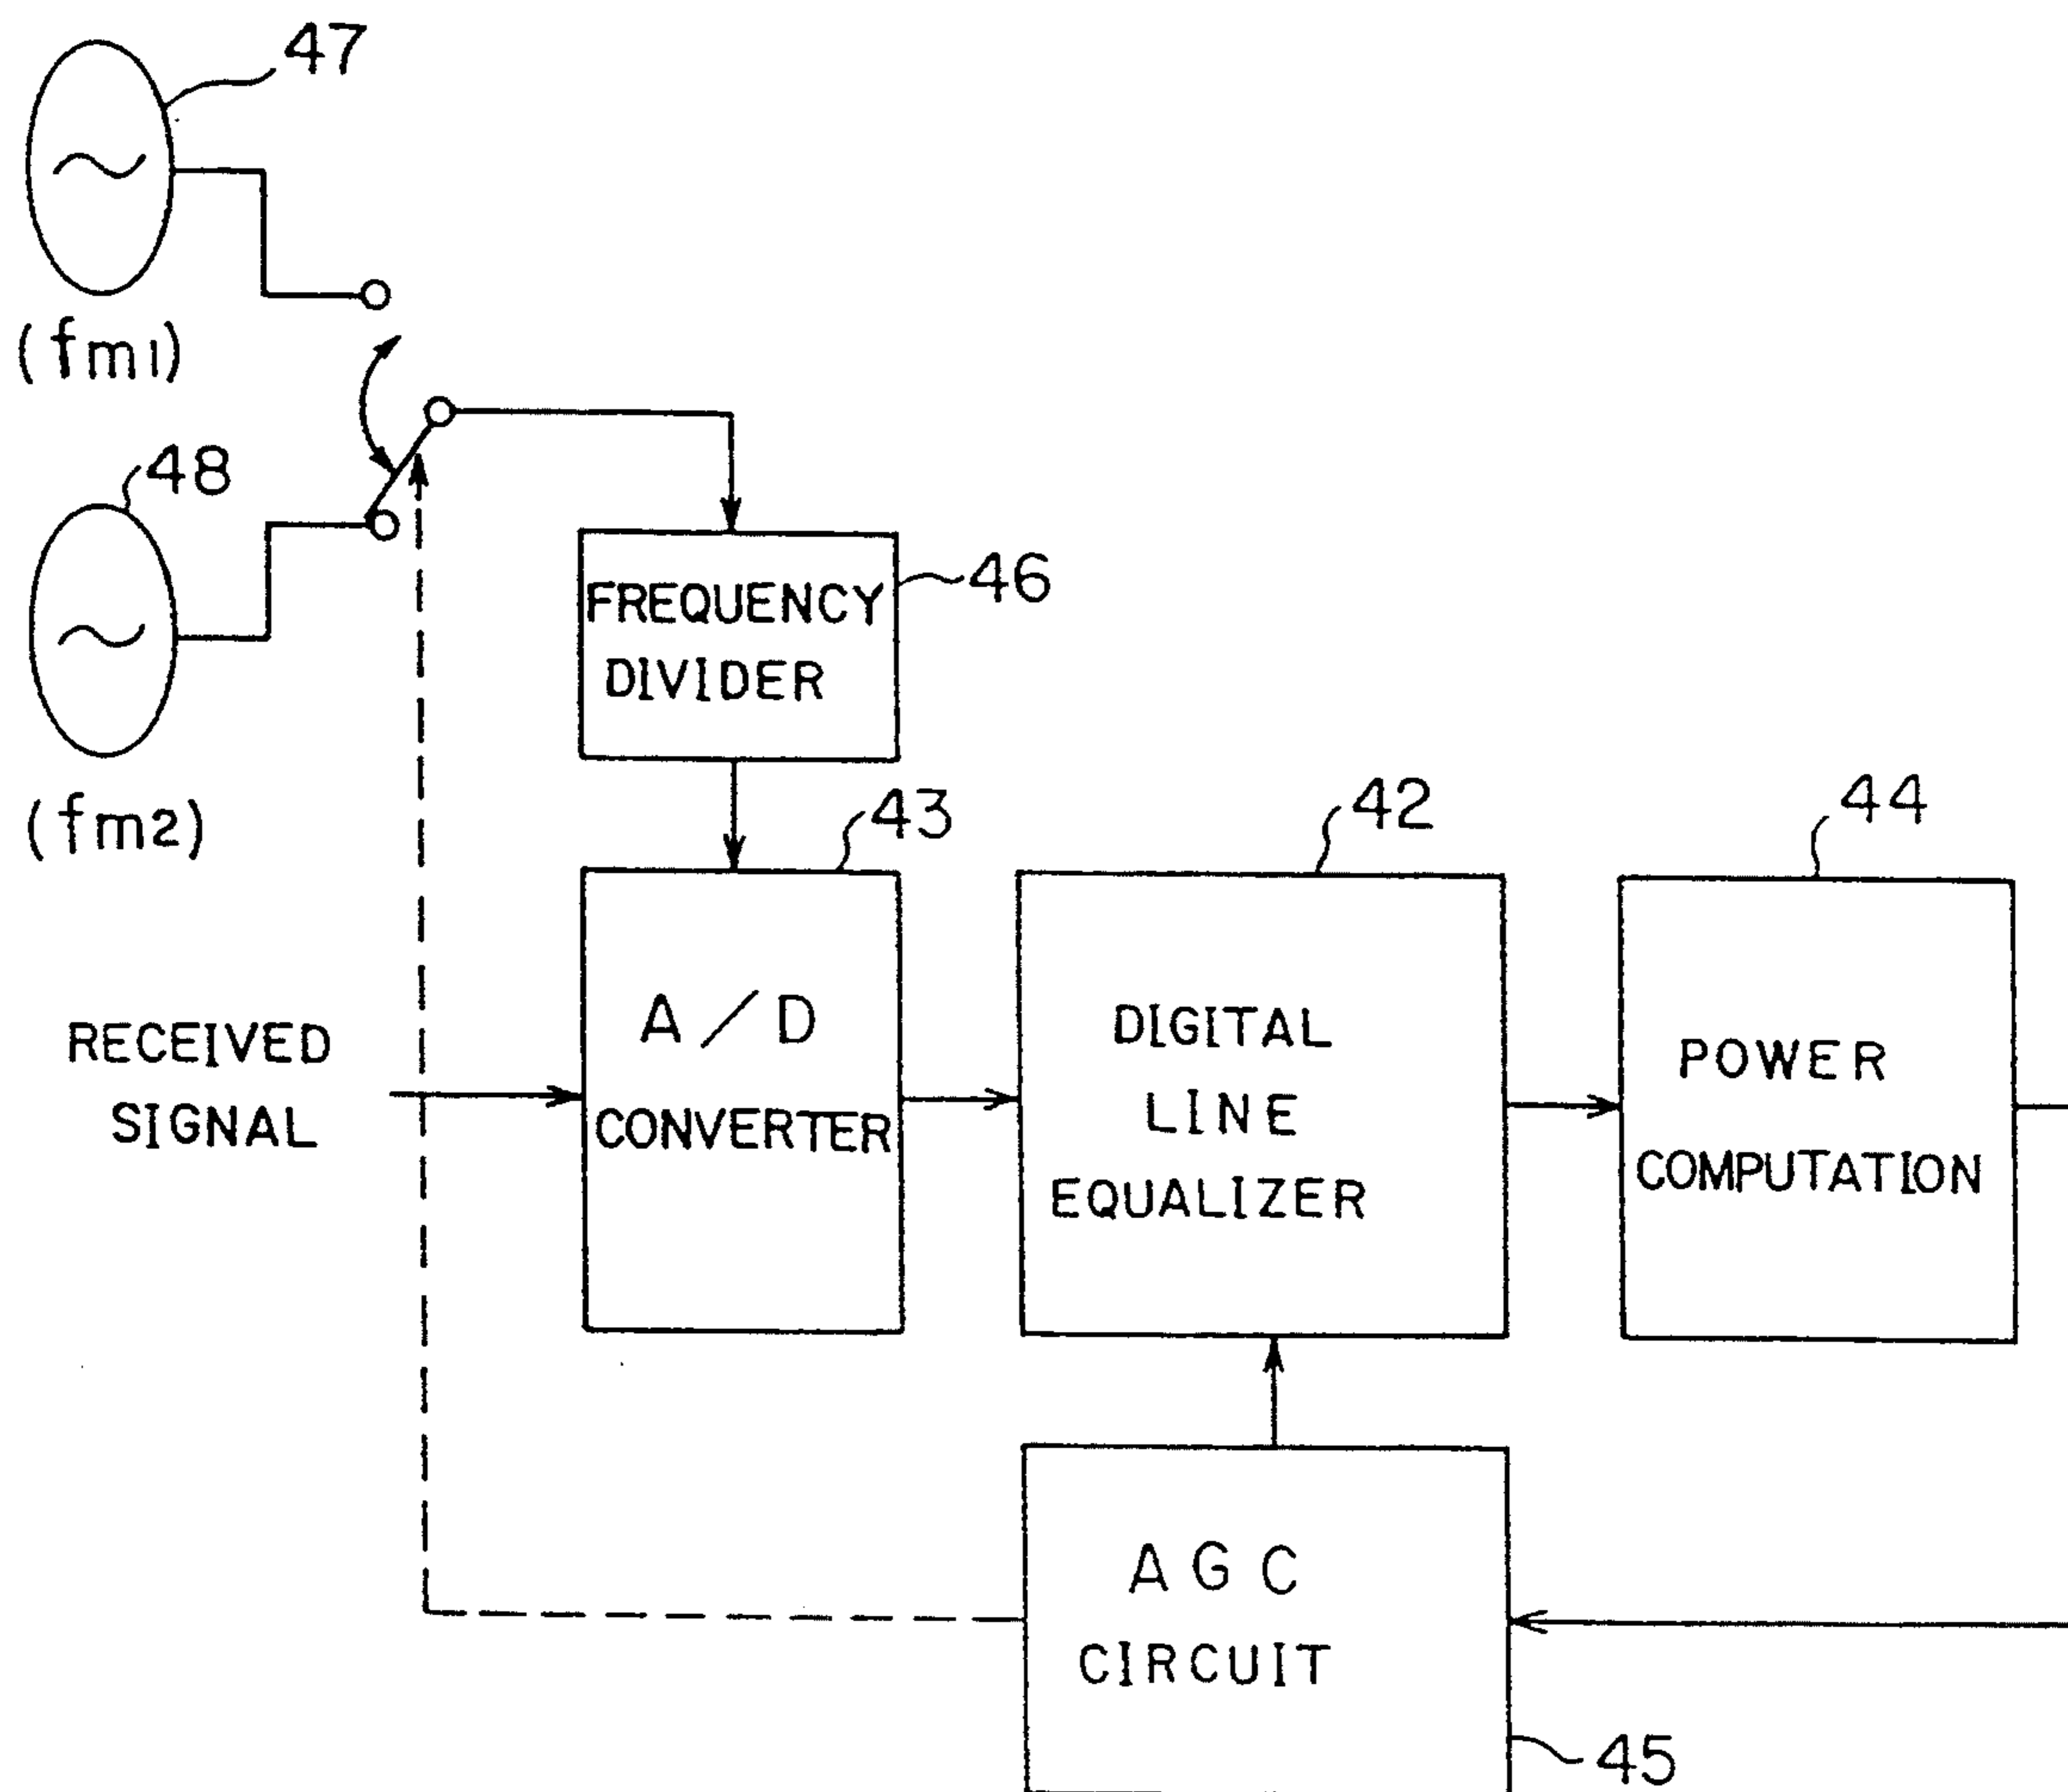 47
(fm1)
48
FREQUENCY
DIVIDER
46
(fm2)
43
42
44
A/D
CONVERTER
DIGITAL
LINE
EQUALIZER
POWER
COMPUTATION
RECEIVED
SIGNAL
AGC
CIRCUIT
45